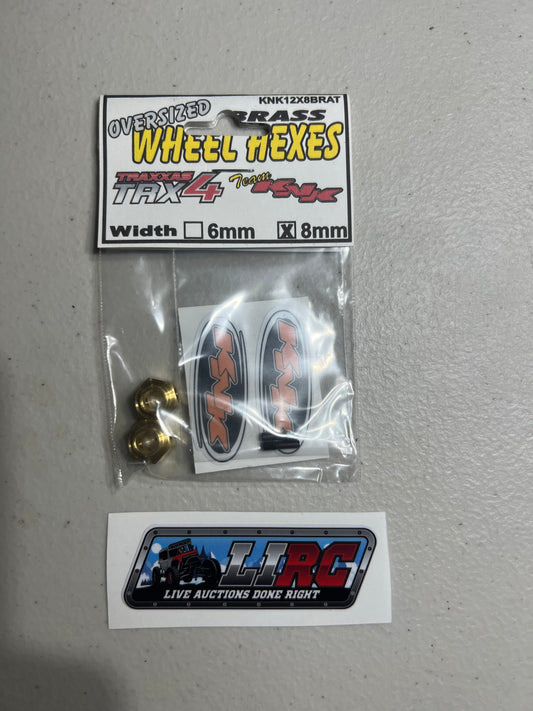 KNK12X8BRAT
OVERSIZED BRASS
WHEEL HEXES
TRAXXAS
TRX4 Team KNK
Width 6mm X 8mm
KNK KNK
LIRC
LIVE AUCTIONS DONE RIGHT